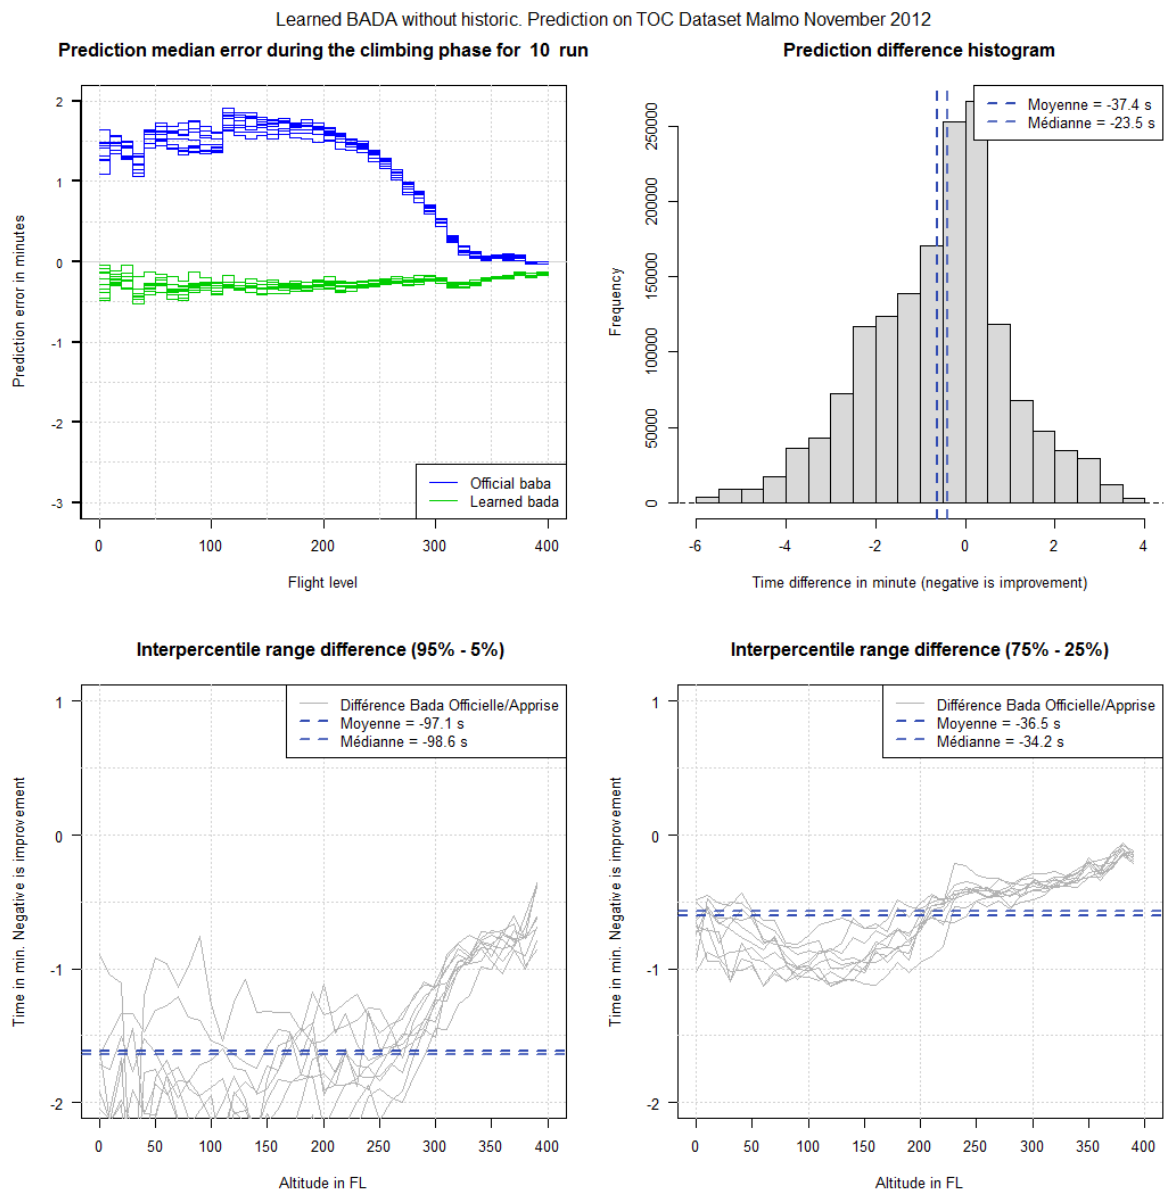 Learned BADA without historic. Prediction on TOC Dataset Malmo November 2012
Prediction median error during the climbing phase for 10 run
Prediction error in minutes
2
1
0
-1
-2
-3
Official baba
Learned bada
0 100 200 300 400
Flight level
Prediction difference histogram
Frequency
250000
200000
150000
100000
50000
0
Moyenne = -37.4 s
Médianne = -23.5 s
-6 -4 -2 0 2 4
Time difference in minute (negative is improvement)
Interpercentile range difference (95% - 5%)
Time in min. Negative is improvement
1
0
-1
-2
Différence Bada Officielle/Apprise
Moyenne = -97.1 s
Médianne = -98.6 s
0 50 100 150 200 250 300 350 400
Altitude in FL
Interpercentile range difference (75% - 25%)
Time in min. Negative is improvement
1
0
-1
-2
Différence Bada Officielle/Apprise
Moyenne = -36.5 s
Médianne = -34.2 s
0 50 100 150 200 250 300 350 400
Altitude in FL